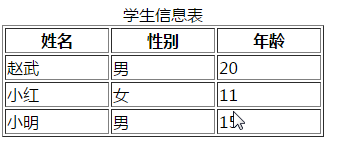 学生信息表
姓名 性别 年龄
赵武 男 20
小红 女 11
小明 男